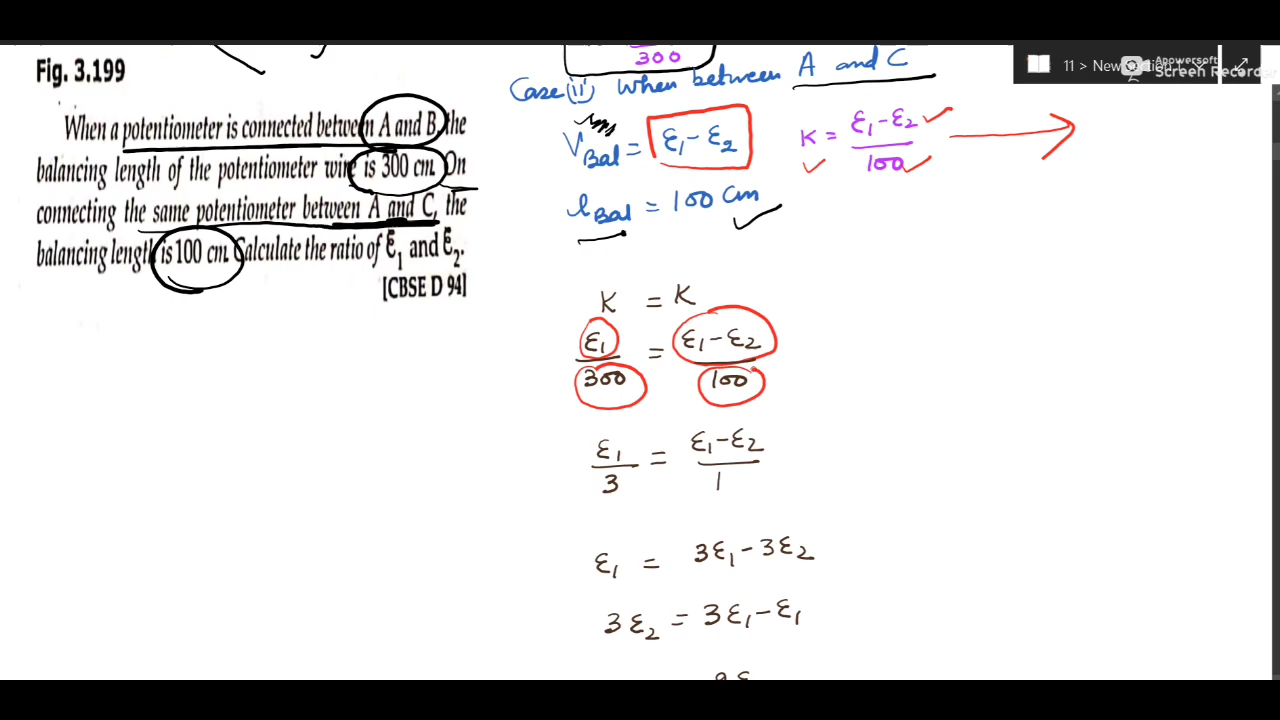 Fig. 3.199
When a potentiometer is connected between A and B, the
balancing length of the potentiometer wire is 300 cm. On
connecting the same potentiometer between A and C, the
balancing length is 100 cm. Calculate the ratio of ε₁ and ε₂.
[CBSE D 94]
300
Case (ii) When between A and C
V_Bal = ε₁-ε₂
K = ε₁-ε₂ / 100
l_Bal = 100 cm
K = K
ε₁ / 300 = ε₁-ε₂ / 100
ε₁ / 3 = ε₁-ε₂ / 1
ε₁ = 3ε₁-3ε₂
3ε₂ = 3ε₁-ε₁
11 > New
Apowersoft
Screen Recorder